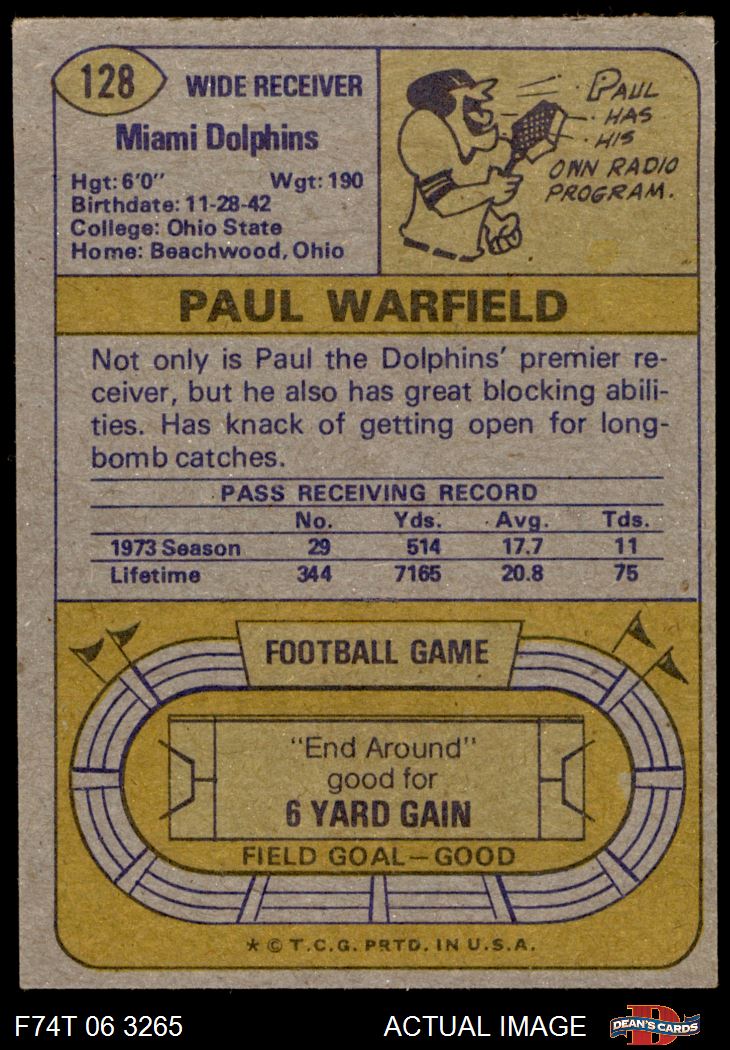 128
WIDE RECEIVER
Miami Dolphins
Hgt: 6'0" Wgt: 190
Birthdate: 11-28-42
College: Ohio State
Home: Beachwood, Ohio
PAUL
HAS
HIS
OWN RADIO
PROGRAM.
PAUL WARFIELD
Not only is Paul the Dolphins' premier re-
ceiver, but he also has great blocking abili-
ties. Has knack of getting open for long-
bomb catches.
PASS RECEIVING RECORD
No. Yds. Avg. Tds.
1973 Season 29 514 17.7 11
Lifetime 344 7165 20.8 75
FOOTBALL GAME
"End Around"
good for
6 YARD GAIN
FIELD GOAL—GOOD
* © T.C.G. PRTD. IN U.S.A.
F74T 06 3265 ACTUAL IMAGE
D
DEAN'S CARDS